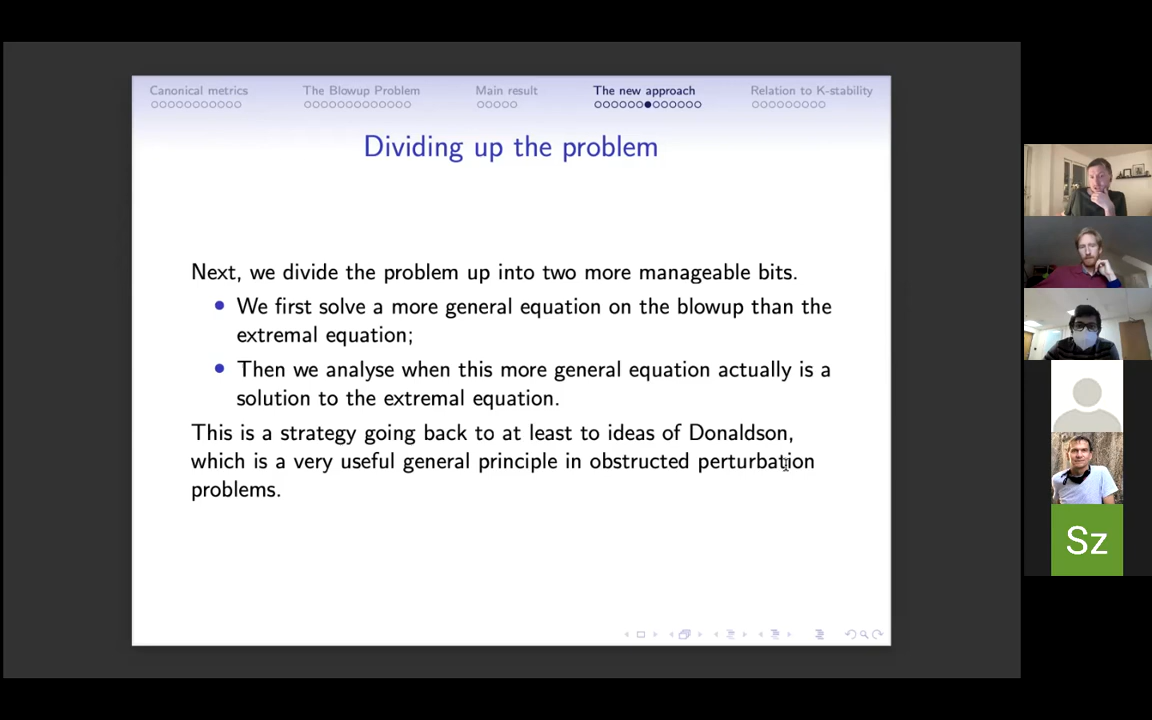 Canonical metrics The Blowup Problem Main result The new approach Relation to K-stability
Dividing up the problem
Next, we divide the problem up into two more manageable bits.
We first solve a more general equation on the blowup than the
extremal equation;
Then we analyse when this more general equation actually is a
solution to the extremal equation.
This is a strategy going back to at least to ideas of Donaldson,
which is a very useful general principle in obstructed perturbation
problems.
Sz